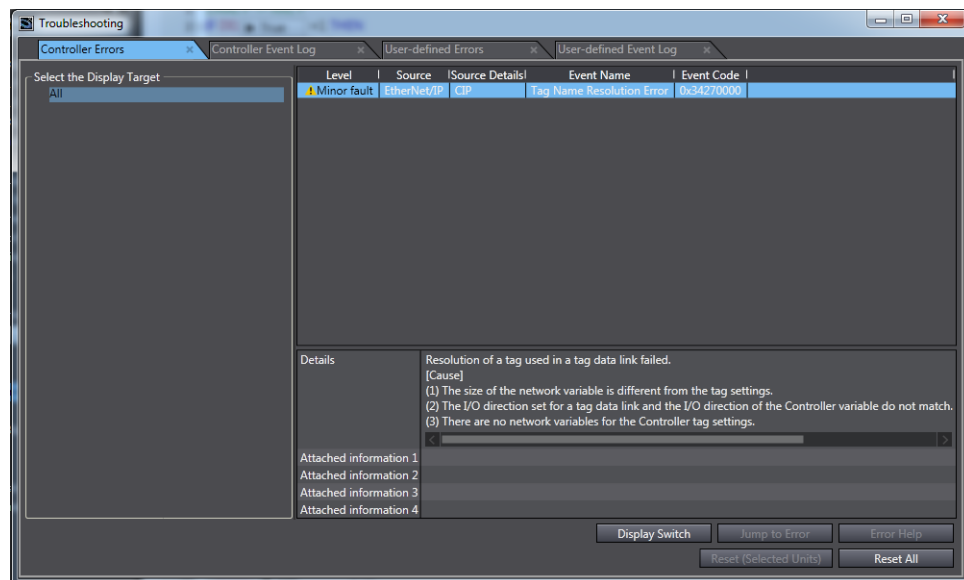 Troubleshooting
Controller Errors
Controller Event Log
User-defined Errors
User-defined Event Log
Select the Display Target
All
Level Source Source Details Event Name Event Code
Minor fault EtherNet/IP CIP Tag Name Resolution Error 0x34270000
Details
Resolution of a tag used in a tag data link failed.
[Cause]
(1) The size of the network variable is different from the tag settings.
(2) The I/O direction set for a tag data link and the I/O direction of the Controller variable do not match.
(3) There are no network variables for the Controller tag settings.
Attached information 1
Attached information 2
Attached information 3
Attached information 4
Display Switch Jump to Error Error Help
Reset (Selected Units) Reset All